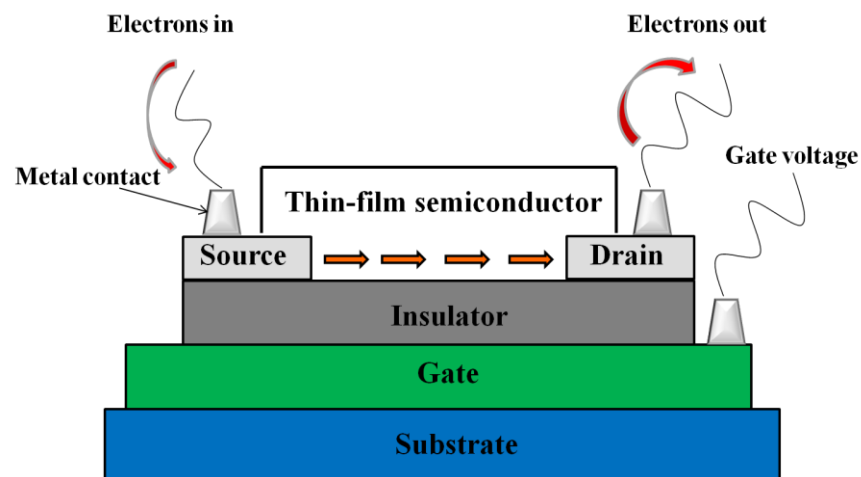 Electrons in
Electrons out
Gate voltage
Metal contact
Thin-film semiconductor
Source
Drain
Insulator
Gate
Substrate